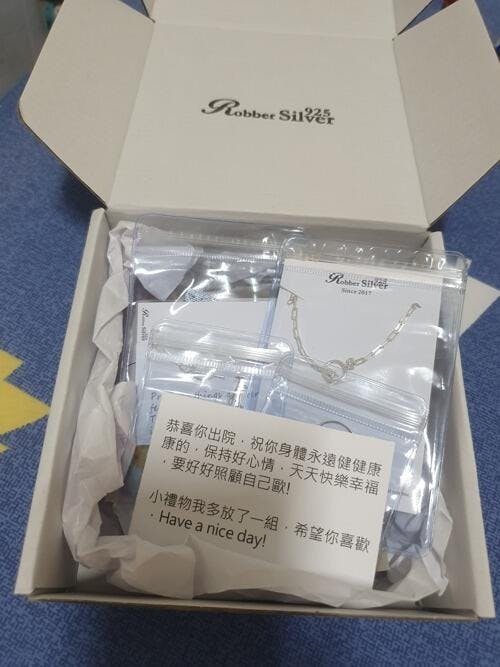 Robber Silver 925
Robber Silver 925
Since 2017
things
恭喜你出院．祝你身體永遠健健康
康的．保持好心情．天天快樂幸福
．要好好照顧自己歐!
小禮物我多放了一組．希望你喜歡
．Have a nice day!